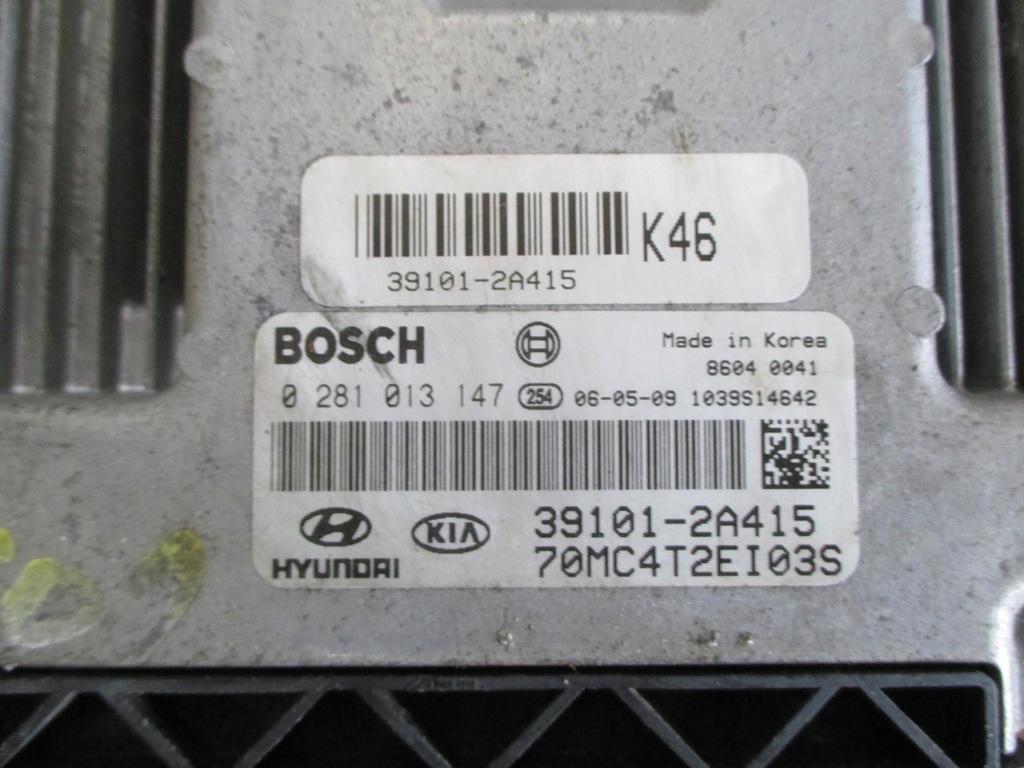 K46
39101-2A415
BOSCH
Made in Korea
8604 0041
0 281 013 147 254 06-05-09 1039S14642
HYUNDAI KIA 39101-2A415
70MC4T2EI03S